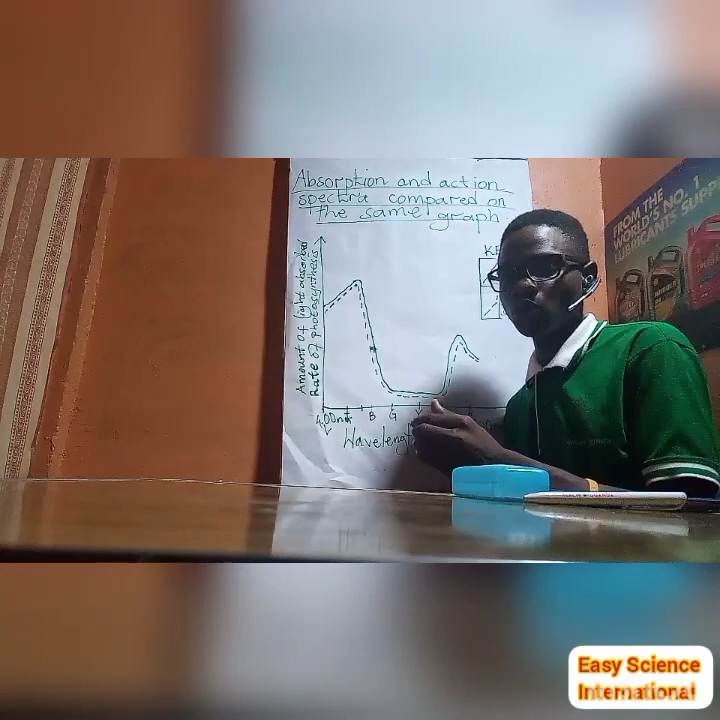 Absorption and action
spectra compared on
the same graph
Amount of light absorbed
Rate of photosynthesis
B G
Wavelength
FROM THE
WORLD'S NO. 1
LUBRICANTS
Easy Science
International